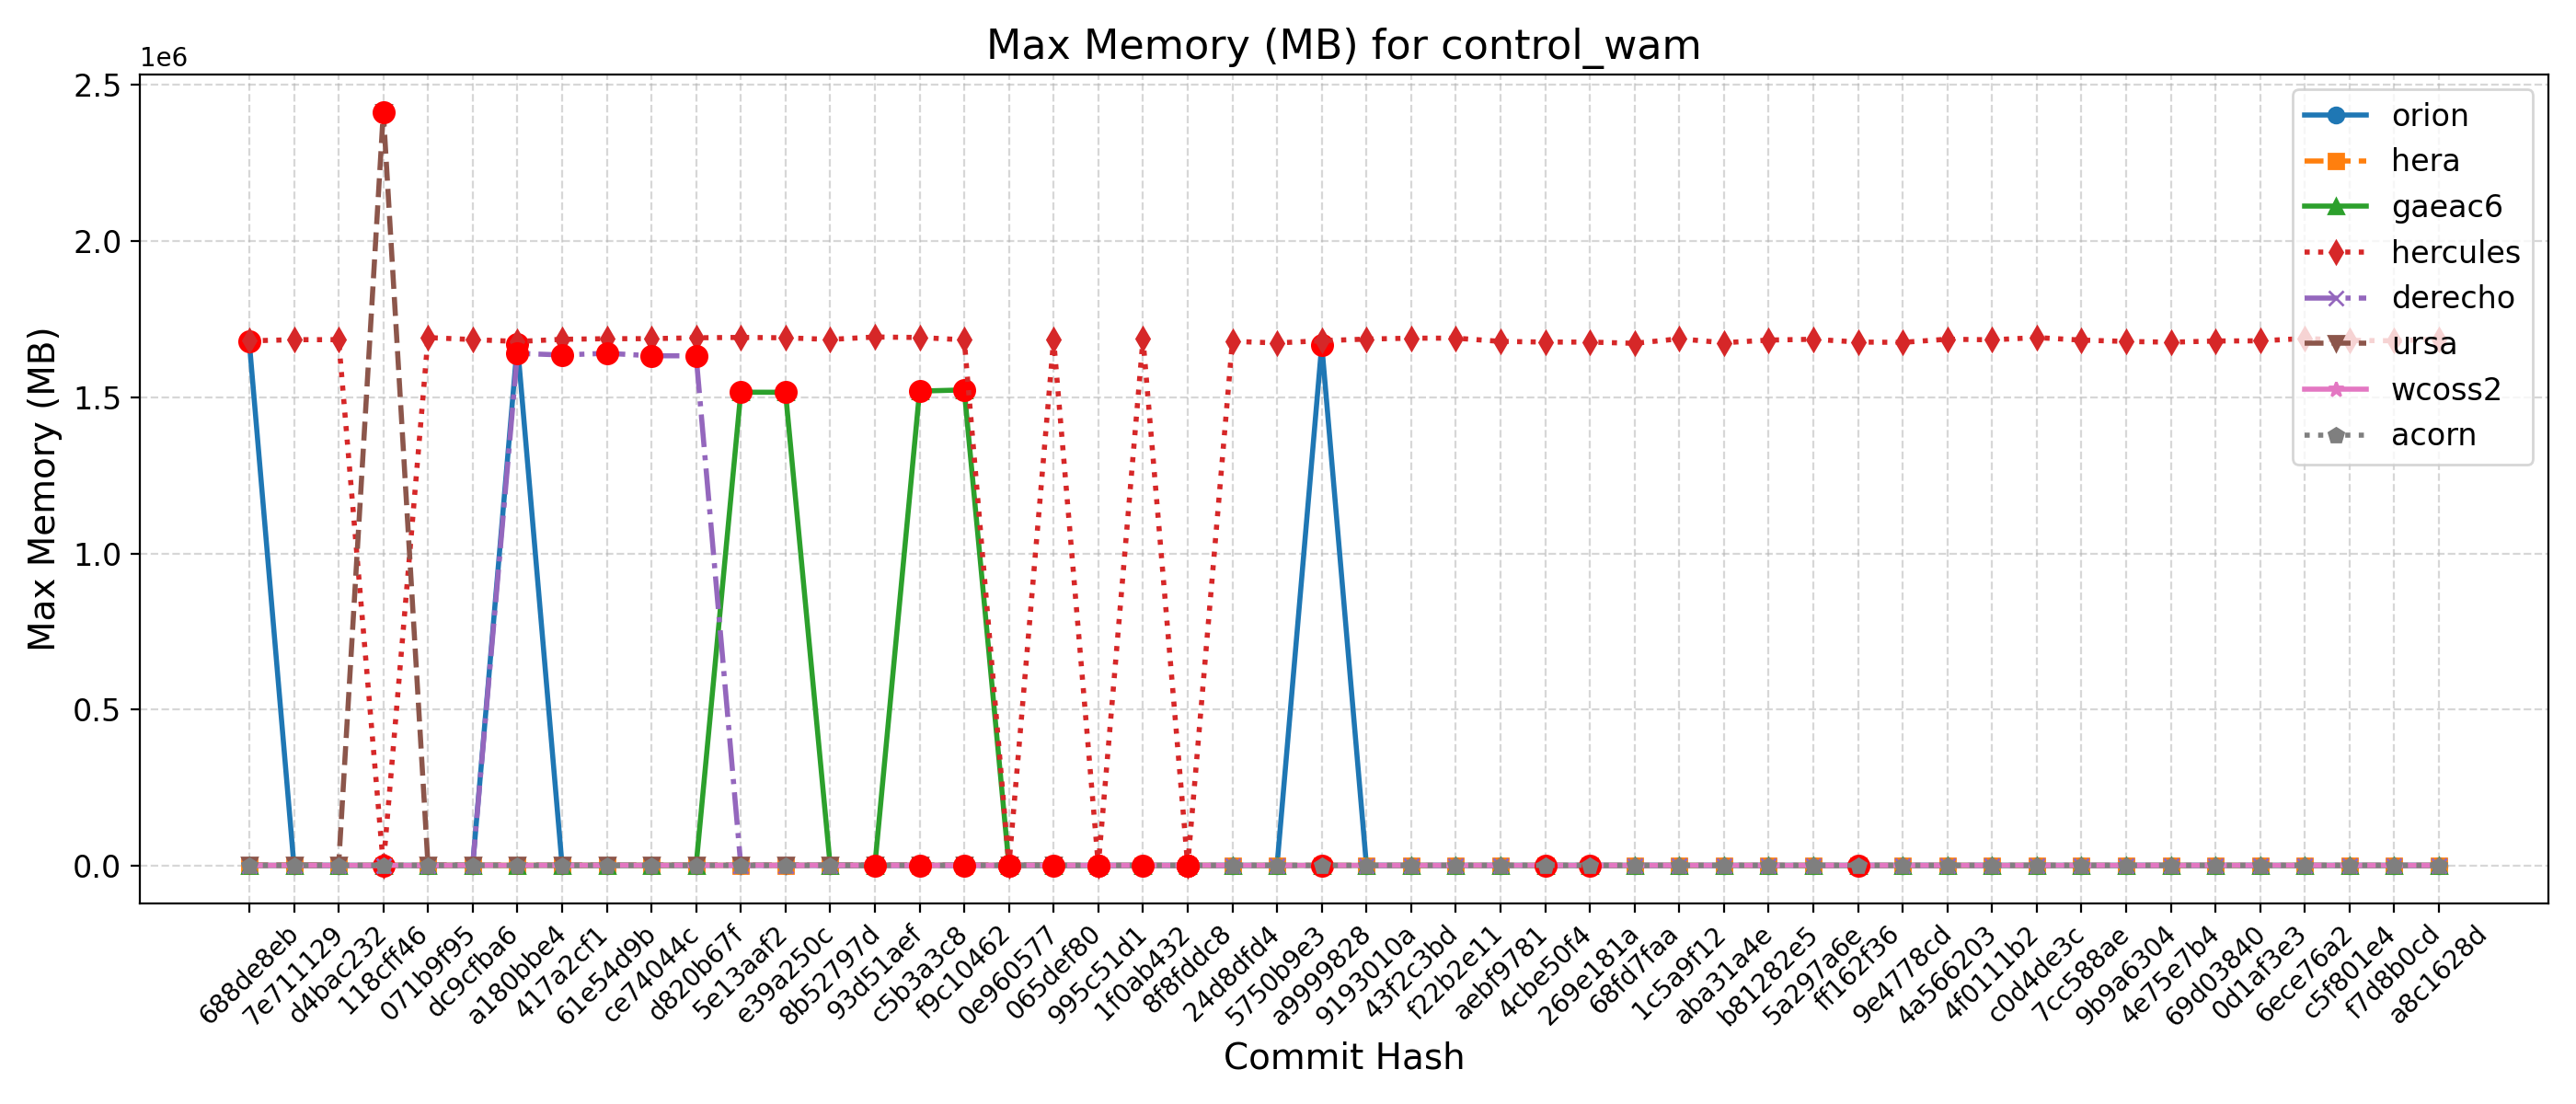 Max Memory (MB) for control_wam
1e6
2.5
2.0
1.5
1.0
0.5
0.0
Max Memory (MB)
orion
hera
gaeac6
hercules
derecho
ursa
wcoss2
acorn
688de8eb
7e711129
d4bac232
118cff46
071b9f95
dc9cfba6
a180bbe4
417a2cf1
61e54d9b
ce74044c
d820b67f
5e13aaf2
e39a250c
8b52797d
93d51aef
c5b3a3c8
f9c10462
0e960577
065def80
995c51d1
1f0ab432
8f8fddc8
24d8dfd4
5750b9e3
a9999828
9193010a
43f2c3bd
f22b2e11
aebf9781
4cbe50f4
269e181a
68fd7faa
1c5a9f12
aba31a4e
b81282e5
5a297a6e
ff162f36
9e4778cd
4a566203
4f0111b2
c0d4de3c
7cc588ae
9b9a6304
4e75e7b4
69d03840
0d1af3e3
6ece76a2
c5f801e4
f7d8b0cd
a8c1628d
Commit Hash